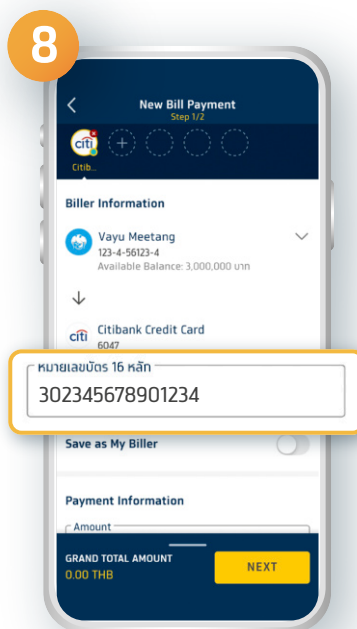 8
New Bill Payment
Step 1/2
citi
Citib...
Biller Information
Vayu Meetang
123-4-56123-4
Available Balance: 3,000,000 บาท
citi
Citibank Credit Card
6047
หมายเลขบัตร 16 หลัก
302345678901234
Save as My Biller
Payment Information
Amount
GRAND TOTAL AMOUNT
0.00 THB
NEXT